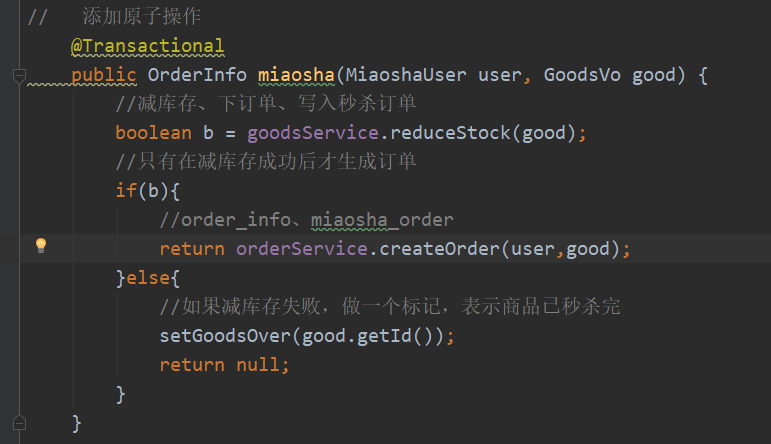 //   添加原子操作
    @Transactional
    public OrderInfo miaosha(MiaoshaUser user, GoodsVo good) {
        //减库存、下订单、写入秒杀订单
        boolean b = goodsService.reduceStock(good);
        //只有在减库存成功后才生成订单
        if(b){
            //order_info、miaosha_order
            return orderService.createOrder(user,good);
        }else{
            //如果减库存失败，做一个标记，表示商品已秒杀完
            setGoodsOver(good.getId());
            return null;
        }
    }